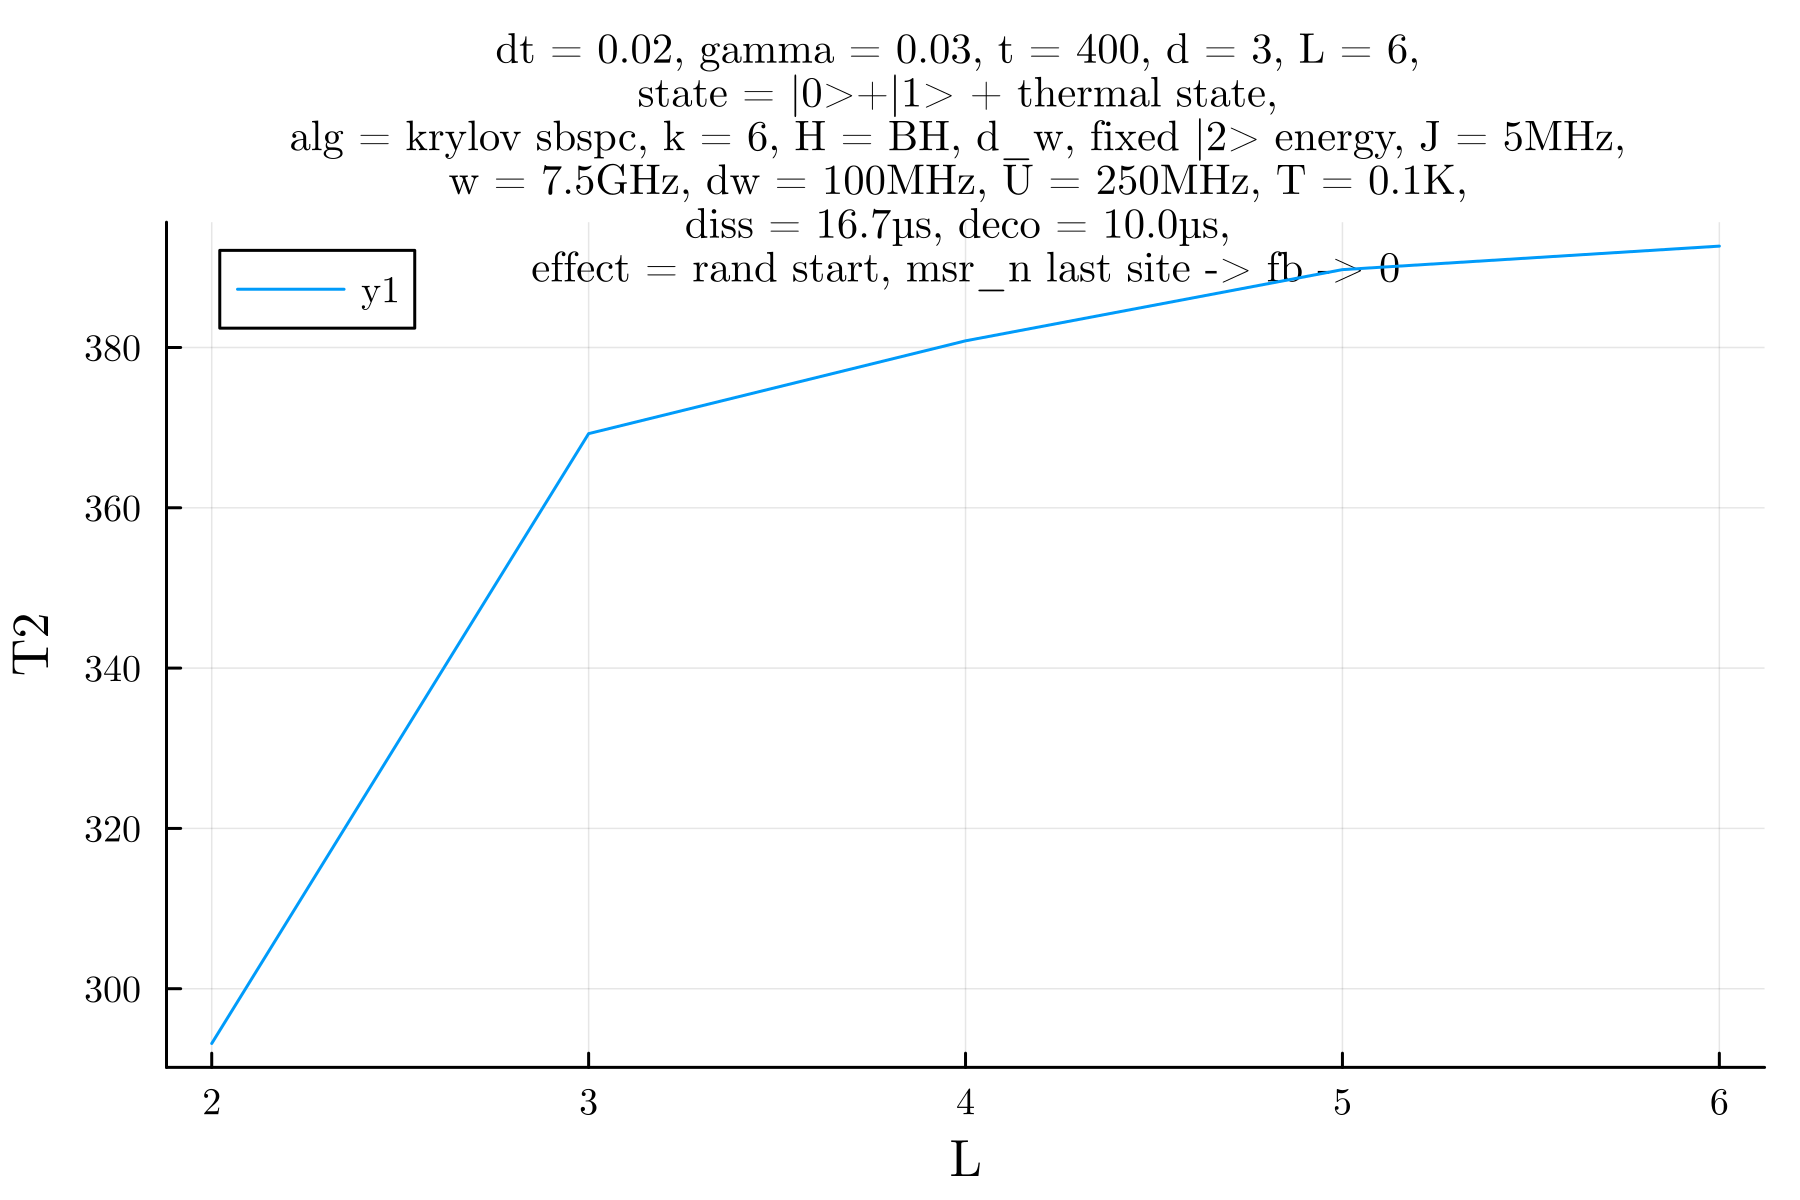 dt = 0.02, gamma = 0.03, t = 400, d = 3, L = 6,
state = |0>+|1> + thermal state,
alg = krylov sbspc, k = 6, H = BH, d_w, fixed |2> energy, J = 5MHz,
w = 7.5GHz, dw = 100MHz, U = 250MHz, T = 0.1K,
diss = 16.7µs, deco = 10.0µs,
effect = rand start, msr_n last site -> fb -> 0
y1
380
360
340
320
300
T2
2 3 4 5 6
L